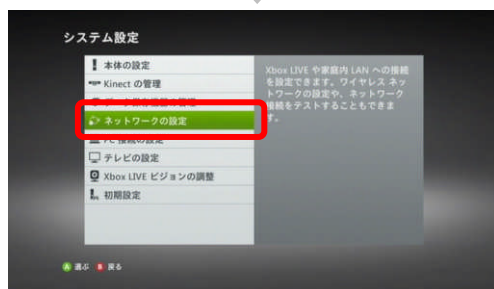 システム設定
本体の設定
Kinect の管理
ネットワークの設定
テレビの設定
Xbox LIVE ビジョンの調整
初期設定
Xbox LIVE や家庭内 LAN への接続
を設定できます。ワイヤレス ネッ
トワークの設定や、ネットワーク
接続をテストすることもできま
す。
A 選ぶ B 戻る